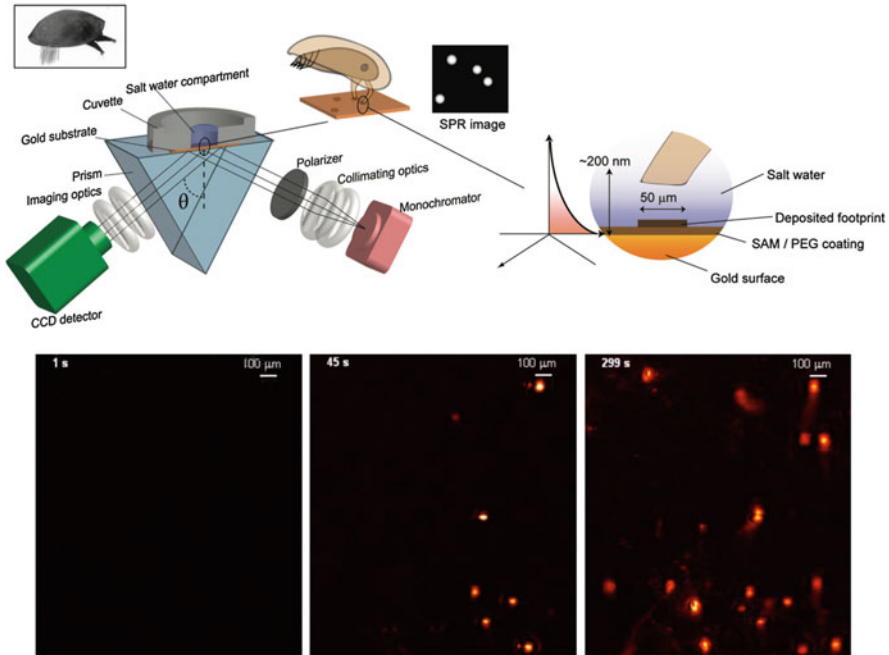 Salt water compartment
Cuvette
Gold substrate
Prism
Imaging optics
θ
Polarizer
Collimating optics
Monochromator
CCD detector
SPR image
~200 nm
50 μm
Salt water
Deposited footprint
SAM / PEG coating
Gold surface
1 s
100 μm
45 s
100 μm
299 s
100 μm